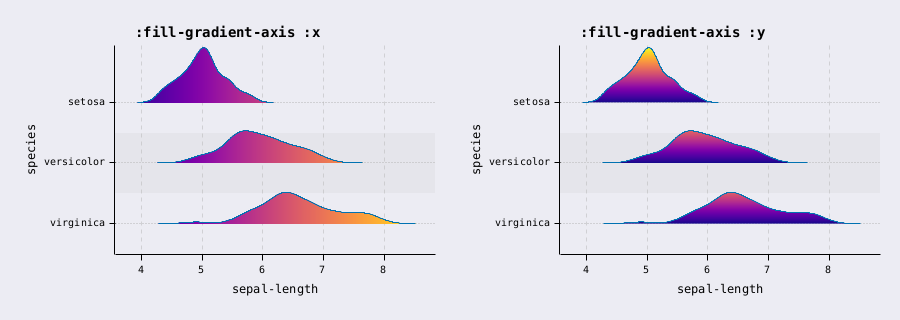 :fill-gradient-axis :x
species
setosa
versicolor
virginica
4 5 6 7 8
sepal-length
:fill-gradient-axis :y
species
setosa
versicolor
virginica
4 5 6 7 8
sepal-length